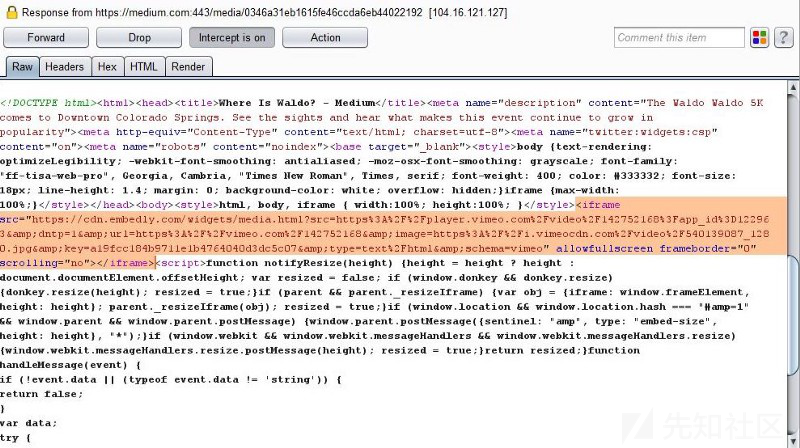 Response from https://medium.com:443/media/0346a31eb1615fe46ccda6eb44022192 [104.16.121.127]
Forward Drop Intercept is on Action Comment this item ?
Raw Headers Hex HTML Render
<!DOCTYPE html><html><head><title>Where Is Waldo? - Medium</title><meta name="description" content="The Waldo Waldo 5K
comes to Downtown Colorado Springs. See the sights and hear what makes this event continue to grow in
popularity"><meta http-equiv="Content-Type" content="text/html; charset=utf-8"><meta name="twitter:widgets:csp"
content="on"><meta name="robots" content="noindex"><base target="_blank"><style>body {text-rendering:
optimizeLegibility; -webkit-font-smoothing: antialiased; -moz-osx-font-smoothing: grayscale; font-family:
"ff-tisa-web-pro", Georgia, Cambria, "Times New Roman", Times, serif; font-weight: 400; color: #333332; font-size:
18px; line-height: 1.4; margin: 0; background-color: white; overflow: hidden;}iframe {max-width:
100%;}</style></head><body><style>html, body, iframe { width:100%; height:100%; }</style><iframe
src="https://cdn.embedly.com/widgets/media.html?src=https%3A%2F%2Fplayer.vimeo.com%2Fvideo%2F142752168%3Fapp_id%3D12296
3&amp;dntp=1&amp;url=https%3A%2F%2Fvimeo.com%2F142752168&amp;image=https%3A%2F%2Fi.vimeocdn.com%2Fvideo%2F540139087_128
0.jpg&amp;key=a19fcc184b9711e1b4764040d3dc5c07&amp;type=text%2Fhtml&amp;schema=vimeo" allowfullscreen frameborder="0"
scrolling="no"></iframe><script>function notifyResize(height) {height = height ? height :
document.documentElement.offsetHeight; var resized = false; if (window.donkey && donkey.resize)
{donkey.resize(height); resized = true;}if (parent && parent._resizeIframe) {var obj = {iframe: window.frameElement,
height: height}; parent._resizeIframe(obj); resized = true;}if (window.location && window.location.hash === "#amp=1"
&& window.parent && window.parent.postMessage) {window.parent.postMessage({sentinel: "amp", type: "embed-size",
height: height}, "*");}if (window.webkit && window.webkit.messageHandlers && window.webkit.messageHandlers.resize)
{window.webkit.messageHandlers.resize.postMessage(height); resized = true;}return resized;}function
handleMessage(event) {
if (!event.data || (typeof event.data != 'string')) {
return false;
}
var data;
try {
先知社区